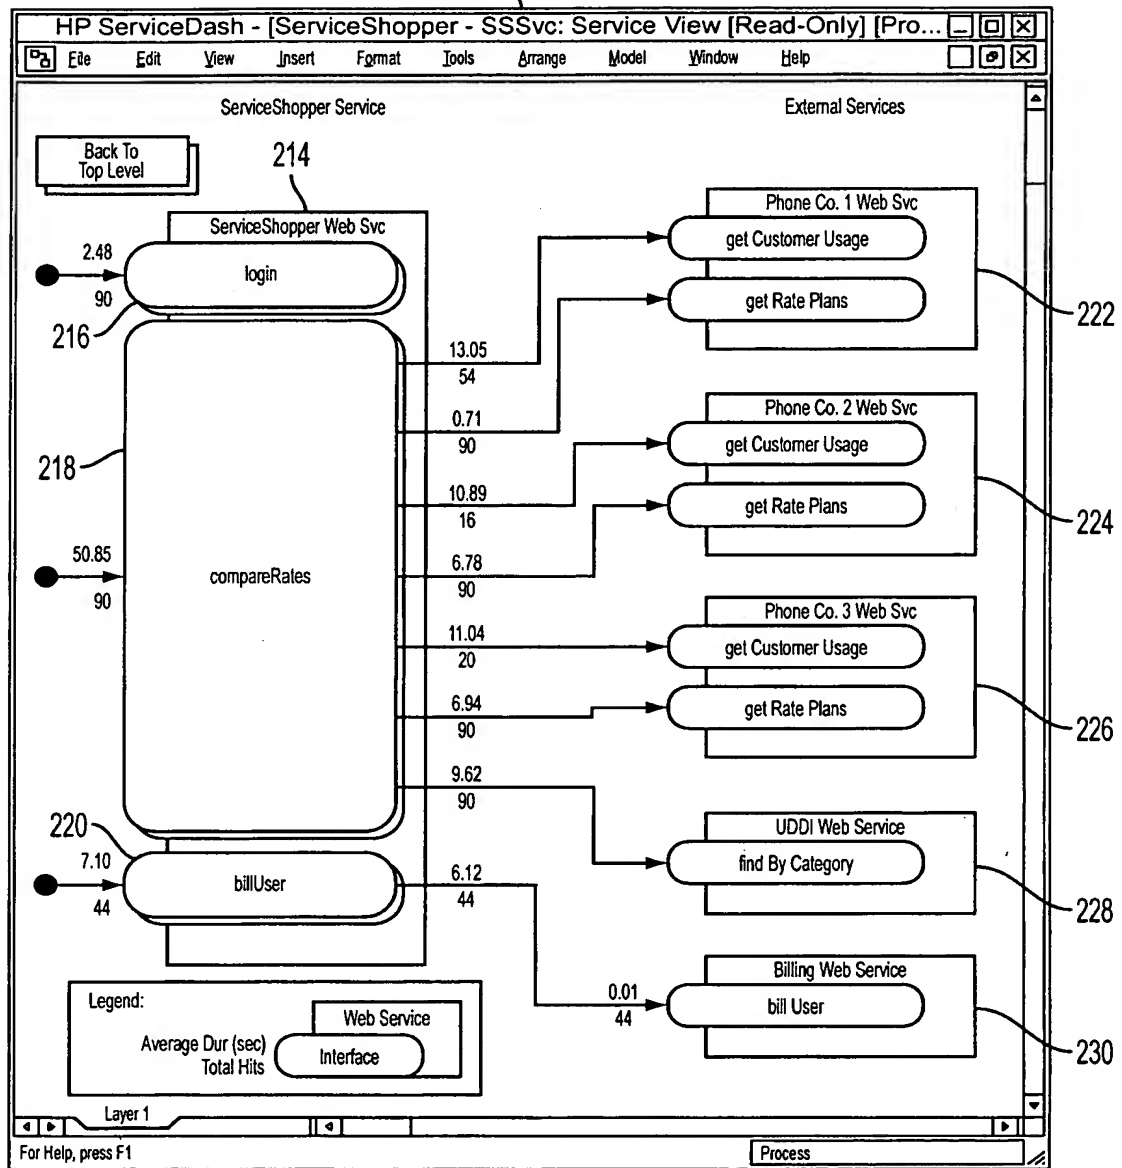 HP ServiceDash - [ServiceShopper - SSSvc: Service View [Read-Only] [Pro...
File Edit View Insert Format Tools Arrange Model Window Help
ServiceShopper Service
External Services
Back To
Top Level
214
ServiceShopper Web Svc
2.48
90
login
216
218
50.85
90
compareRates
220
7.10
44
billUser
13.05
54
0.71
90
10.89
16
6.78
90
11.04
20
6.94
90
9.62
90
6.12
44
0.01
44
Phone Co. 1 Web Svc
get Customer Usage
get Rate Plans
222
Phone Co. 2 Web Svc
get Customer Usage
get Rate Plans
224
Phone Co. 3 Web Svc
get Customer Usage
get Rate Plans
226
UDDI Web Service
find By Category
228
Billing Web Service
bill User
230
Legend:
Average Dur (sec)
Total Hits
Web Service
Interface
Layer 1
For Help, press F1
Process